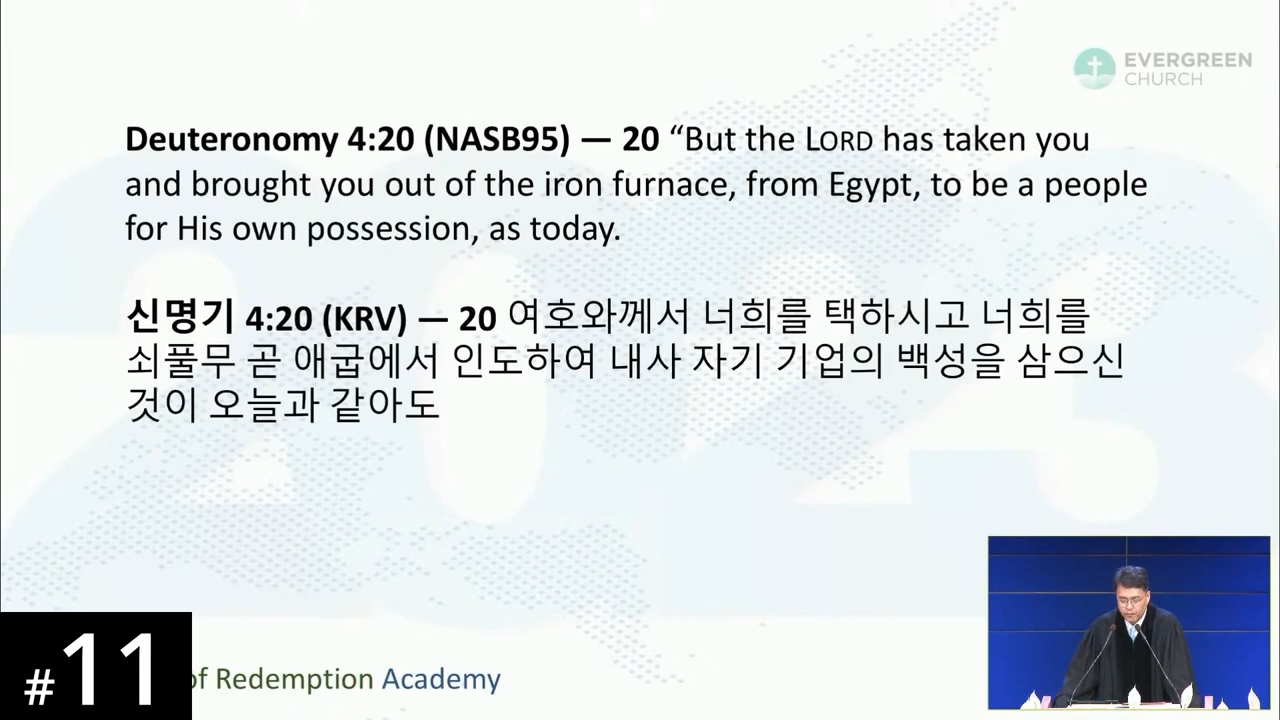 EVERGREEN
CHURCH
Deuteronomy 4:20 (NASB95) — 20 “But the LORD has taken you
and brought you out of the iron furnace, from Egypt, to be a people
for His own possession, as today.
신명기 4:20 (KRV) — 20 여호와께서 너희를 택하시고 너희를
쇠풀무 곧 애굽에서 인도하여 내사 자기 기업의 백성을 삼으신
것이 오늘과 같아도
#11
of Redemption Academy